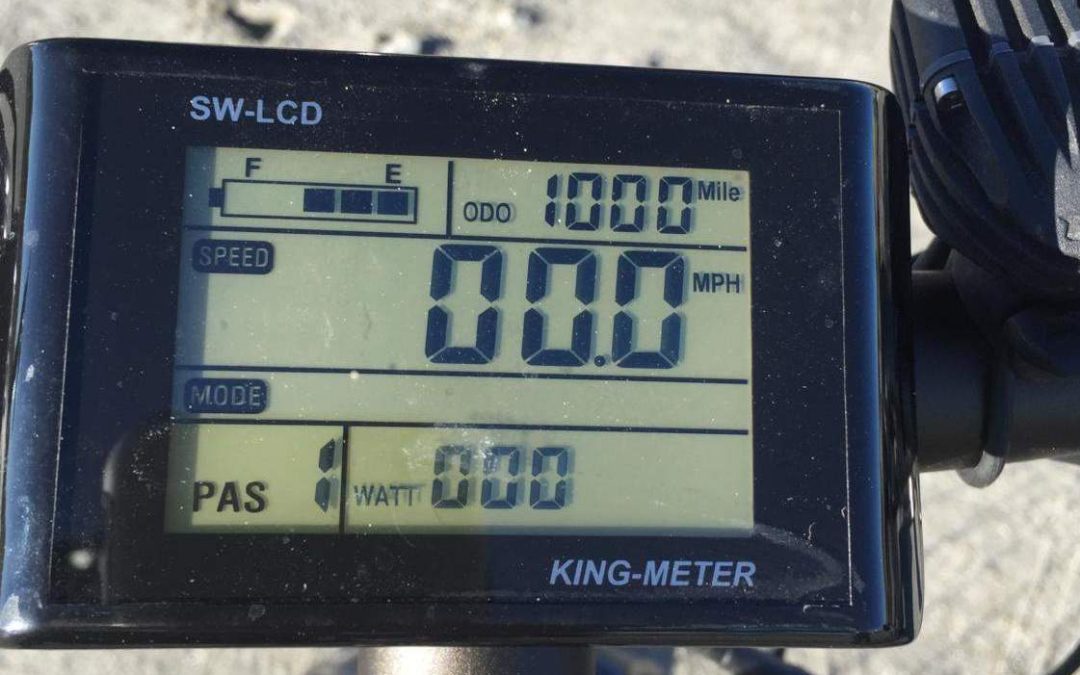 SW-LCD
F E
ODO 1000 Mile
SPEED 00.0 MPH
MODE
PAS 1 WATT 000
KING-METER